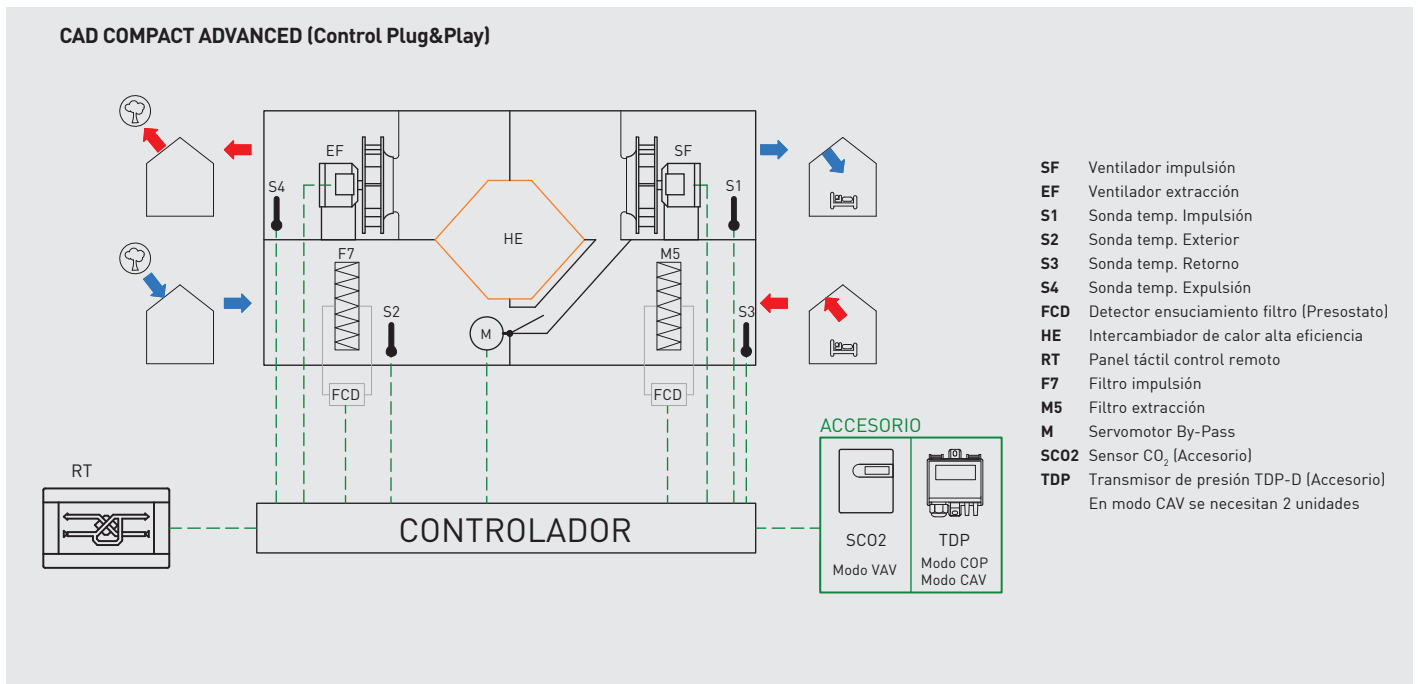 CAD COMPACT ADVANCED (Control Plug&Play)
EF
SF
S4
S1
HE
F7
M5
S2
S3
M
FCD
FCD
RT
CONTROLADOR
ACCESORIO
SCO2
Modo VAV
TDP
Modo COP
Modo CAV
SF Ventilador impulsión
EF Ventilador extracción
S1 Sonda temp. Impulsión
S2 Sonda temp. Exterior
S3 Sonda temp. Retorno
S4 Sonda temp. Expulsión
FCD Detector ensuciamiento filtro (Presostato)
HE Intercambiador de calor alta eficiencia
RT Panel táctil control remoto
F7 Filtro impulsión
M5 Filtro extracción
M Servomotor By-Pass
SCO2 Sensor CO₂ (Accesorio)
TDP Transmisor de presión TDP-D (Accesorio)
En modo CAV se necesitan 2 unidades